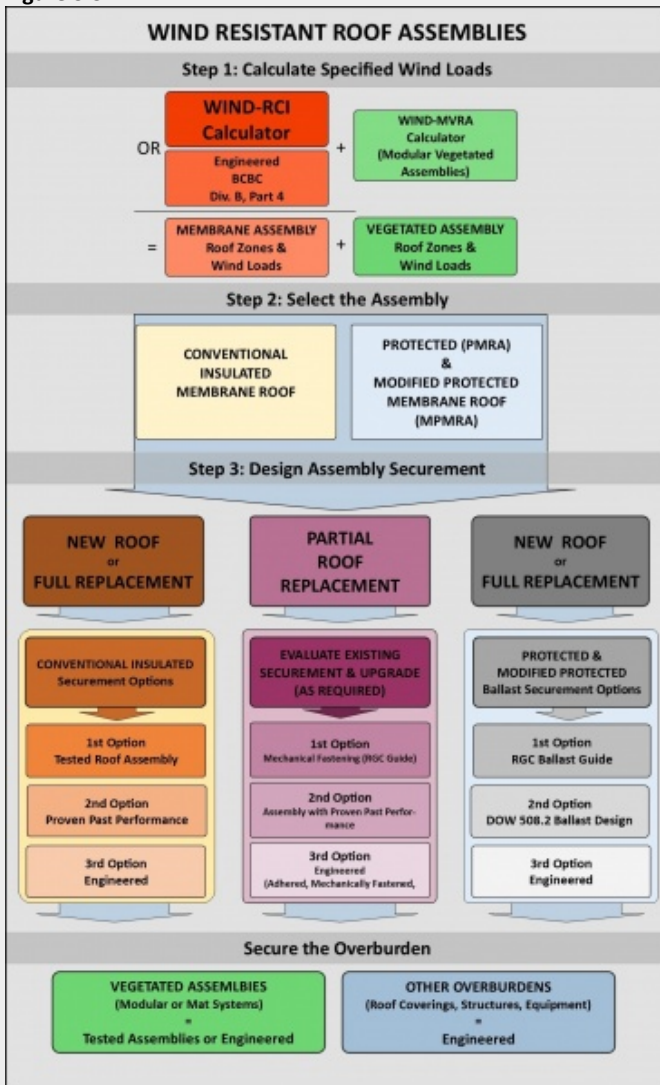 WIND RESISTANT ROOF ASSEMBLIES
Step 1: Calculate Specified Wind Loads
WIND-RCI
Calculator
OR
Engineered
BCBC
Div. B, Part 4
+
WIND-MVRA
Calculator
(Modular Vegetated
Assemblies)
=
MEMBRANE ASSEMBLY
Roof Zones &
Wind Loads
+
VEGETATED ASSEMBLY
Roof Zones &
Wind Loads
Step 2: Select the Assembly
CONVENTIONAL
INSULATED
MEMBRANE ROOF
PROTECTED (PMRA)
&
MODIFIED PROTECTED
MEMBRANE ROOF
(MPMRA)
Step 3: Design Assembly Securement
NEW ROOF
or
FULL REPLACEMENT
PARTIAL
ROOF
REPLACEMENT
NEW ROOF
or
FULL REPLACEMENT
CONVENTIONAL INSULATED
Securement Options
1st Option
Tested Roof Assembly
2nd Option
Proven Past Performance
3rd Option
Engineered
EVALUATE EXISTING
SECUREMENT & UPGRADE
(AS REQUIRED)
1st Option
Mechanical Fastening (RGC Guide)
2nd Option
Assembly with Proven Past Perfor-
mance
3rd Option
Engineered
(Adhered, Mechanically Fastened,
PROTECTED &
MODIFIED PROTECTED
Ballast Securement Options
1st Option
RGC Ballast Guide
2nd Option
DOW 508.2 Ballast Design
3rd Option
Engineered
Secure the Overburden
VEGETATED ASSEMLBIES
(Modular or Mat Systems)
=
Tested Assemblies or Engineered
OTHER OVERBURDENS
(Roof Coverings, Structures, Equipment)
=
Engineered